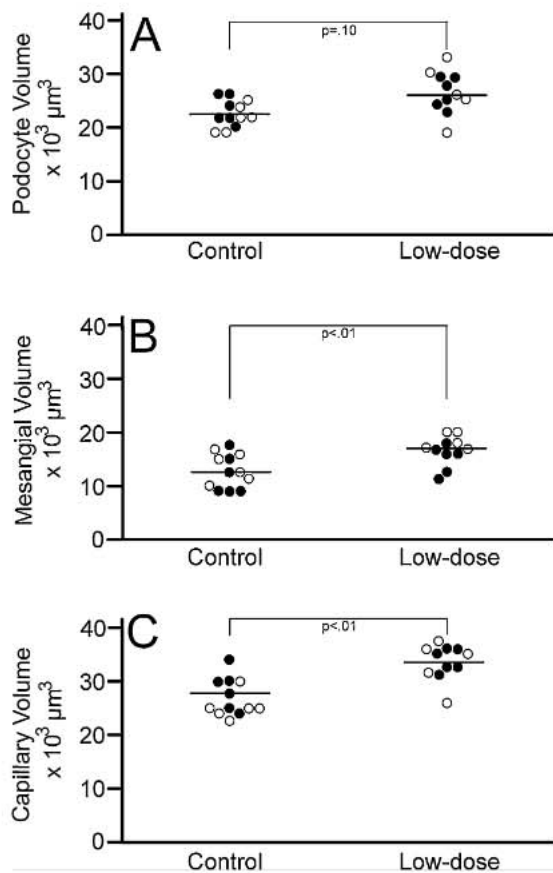 A
Podocyte Volume
x 10³ µm³
40
30
20
10
0
p=.10
Control
Low-dose
B
Mesangial Volume
x 10³ µm³
40
30
20
10
0
p<.01
Control
Low-dose
C
Capillary Volume
x 10³ µm³
40
30
20
10
0
p<.01
Control
Low-dose